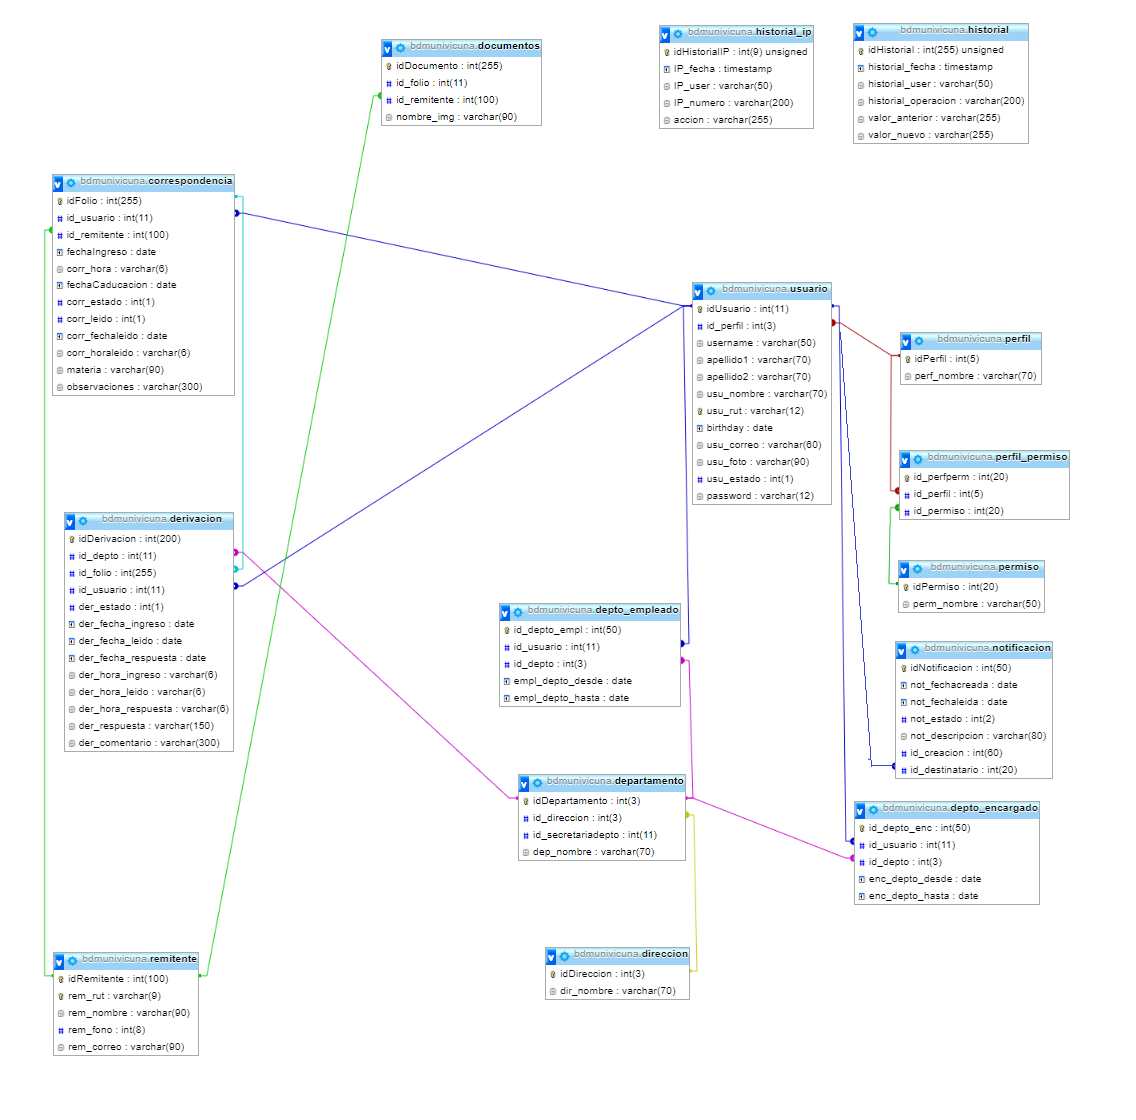 bdmunivicuna.documentos
idDocumento : int(255)
id_folio : int(11)
id_remitente : int(100)
nombre_img : varchar(90)
bdmunivicuna.historial_ip
idHistorialIP : int(9) unsigned
IP_fecha : timestamp
IP_user : varchar(50)
IP_numero : varchar(200)
accion : varchar(255)
bdmunivicuna.historial
idHistorial : int(255) unsigned
historial_fecha : timestamp
historial_user : varchar(50)
historial_operacion : varchar(200)
valor_anterior : varchar(255)
valor_nuevo : varchar(255)
bdmunivicuna.correspondencia
idFolio : int(255)
id_usuario : int(11)
id_remitente : int(100)
fechaIngreso : date
corr_hora : varchar(6)
fechaCaducacion : date
corr_estado : int(1)
corr_leido : int(1)
corr_fechaleido : date
corr_horaleido : varchar(6)
materia : varchar(90)
observaciones : varchar(300)
bdmunivicuna.usuario
idUsuario : int(11)
id_perfil : int(3)
username : varchar(50)
apellido1 : varchar(70)
apellido2 : varchar(70)
usu_nombre : varchar(70)
usu_rut : varchar(12)
birthday : date
usu_correo : varchar(60)
usu_foto : varchar(90)
usu_estado : int(1)
password : varchar(12)
bdmunivicuna.perfil
idPerfil : int(5)
perf_nombre : varchar(70)
bdmunivicuna.perfil_permiso
id_perfperm : int(20)
id_perfil : int(5)
id_permiso : int(20)
bdmunivicuna.derivacion
idDerivacion : int(200)
id_depto : int(11)
id_folio : int(255)
id_usuario : int(11)
der_estado : int(1)
der_fecha_ingreso : date
der_fecha_leido : date
der_fecha_respuesta : date
der_hora_ingreso : varchar(6)
der_hora_leido : varchar(6)
der_hora_respuesta : varchar(6)
der_respuesta : varchar(150)
der_comentario : varchar(300)
bdmunivicuna.permiso
idPermiso : int(20)
perm_nombre : varchar(50)
bdmunivicuna.depto_empleado
id_depto_empl : int(50)
id_usuario : int(11)
id_depto : int(3)
empl_depto_desde : date
empl_depto_hasta : date
bdmunivicuna.notificacion
idNotificacion : int(50)
not_fechacreada : date
not_fechaleida : date
not_estado : int(2)
not_descripcion : varchar(80)
id_creacion : int(60)
id_destinatario : int(20)
bdmunivicuna.departamento
idDepartamento : int(3)
id_direccion : int(3)
id_secretariadepto : int(11)
dep_nombre : varchar(70)
bdmunivicuna.depto_encargado
id_depto_enc : int(50)
id_usuario : int(11)
id_depto : int(3)
enc_depto_desde : date
enc_depto_hasta : date
bdmunivicuna.direccion
idDireccion : int(3)
dir_nombre : varchar(70)
bdmunivicuna.remitente
idRemitente : int(100)
rem_rut : varchar(9)
rem_nombre : varchar(90)
rem_fono : int(8)
rem_correo : varchar(90)